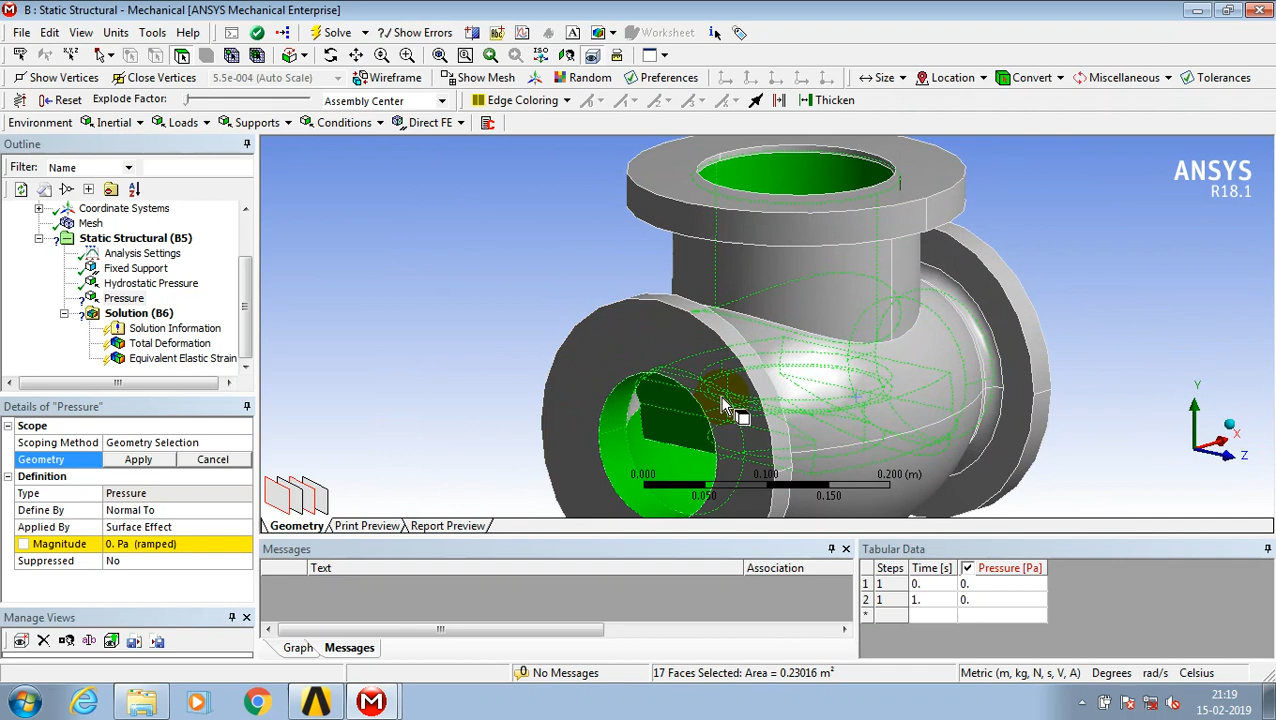 B : Static Structural - Mechanical [ANSYS Mechanical Enterprise]
File Edit View Units Tools Help Solve ?/ Show Errors Worksheet
Show Vertices Close Vertices 5.5e-004 (Auto Scale) Wireframe Show Mesh Random Preferences Size Location Convert Miscellaneous Tolerances
Reset Explode Factor: Assembly Center Edge Coloring Thicken
Environment Inertial Loads Supports Conditions Direct FE
Outline
Filter: Name
Coordinate Systems
Mesh
Static Structural (B5)
Analysis Settings
Fixed Support
Hydrostatic Pressure
Pressure
Solution (B6)
Solution Information
Total Deformation
Equivalent Elastic Strain
Details of "Pressure"
Scope
Scoping Method Geometry Selection
Geometry Apply Cancel
Definition
Type Pressure
Define By Normal To
Applied By Surface Effect
Magnitude 0. Pa (ramped)
Suppressed No
Manage Views
ANSYS
R18.1
0.000 0.100 0.200 (m)
0.050 0.150
Y
X
Z
Geometry Print Preview Report Preview
Messages
Text Association
Graph Messages
Tabular Data
Steps Time [s] Pressure [Pa]
1 1 0. 0.
2 1 1. 0.
*
No Messages 17 Faces Selected: Area = 0.23016 m² Metric (m, kg, N, s, V, A) Degrees rad/s Celsius
21:19
15-02-2019